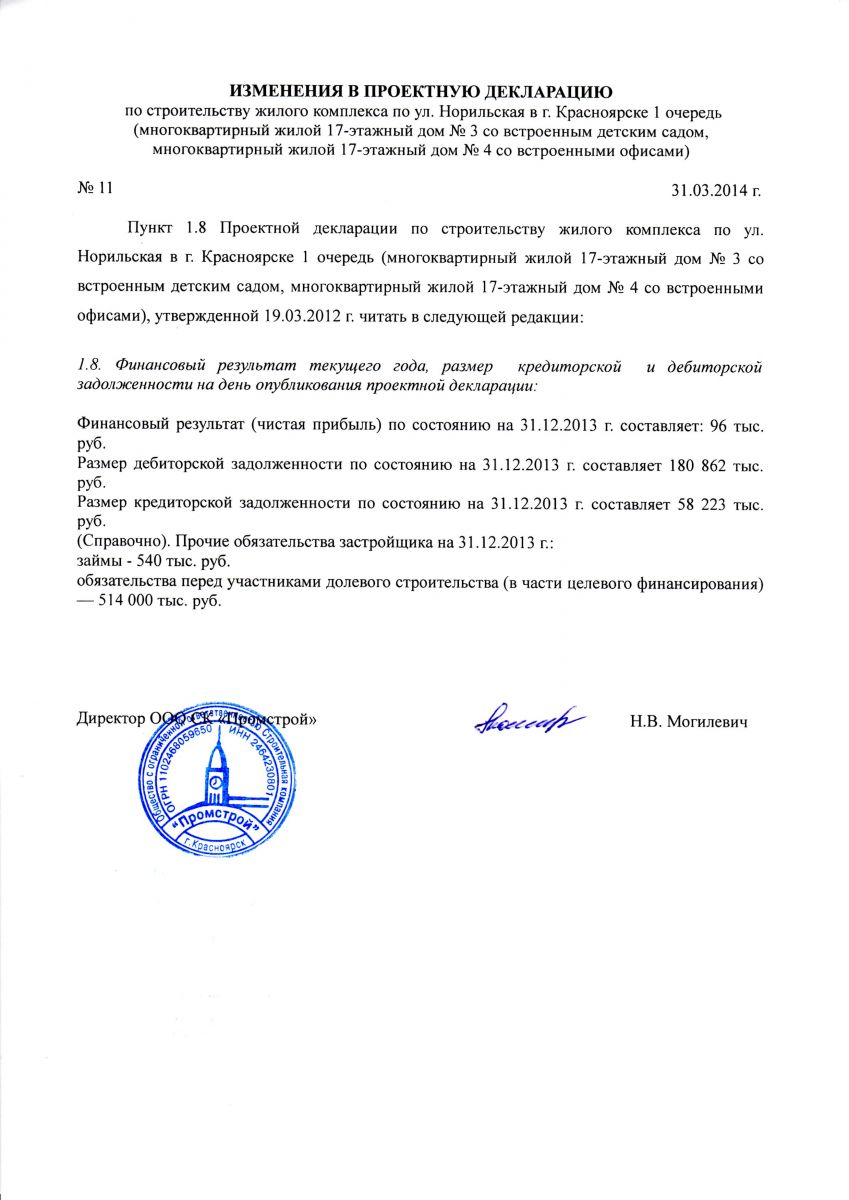 ИЗМЕНЕНИЯ В ПРОЕКТНУЮ ДЕКЛАРАЦИЮ
по строительству жилого комплекса по ул. Норильская в г. Красноярске 1 очередь
(многоквартирный жилой 17-этажный дом № 3 со встроенным детским садом,
многоквартирный жилой 17-этажный дом № 4 со встроенными офисами)
№ 11 31.03.2014 г.
Пункт 1.8 Проектной декларации по строительству жилого комплекса по ул.
Норильская в г. Красноярске 1 очередь (многоквартирный жилой 17-этажный дом № 3 со
встроенным детским садом, многоквартирный жилой 17-этажный дом № 4 со встроенными
офисами), утвержденной 19.03.2012 г. читать в следующей редакции:
1.8. Финансовый результат текущего года, размер кредиторской и дебиторской
задолженности на день опубликования проектной декларации:
Финансовый результат (чистая прибыль) по состоянию на 31.12.2013 г. составляет: 96 тыс.
руб.
Размер дебиторской задолженности по состоянию на 31.12.2013 г. составляет 180 862 тыс.
руб.
Размер кредиторской задолженности по состоянию на 31.12.2013 г. составляет 58 223 тыс.
руб.
(Справочно). Прочие обязательства застройщика на 31.12.2013 г.:
займы - 540 тыс. руб.
обязательства перед участниками долевого строительства (в части целевого финансирования)
— 514 000 тыс. руб.
Директор ООО СК «Промстрой» Н.В. Могилевич
Общество с ограниченной ответственностью Строительная компания
ОГРН 1102468059650 ИНН 2464230801
"Промстрой"
г.Красноярск